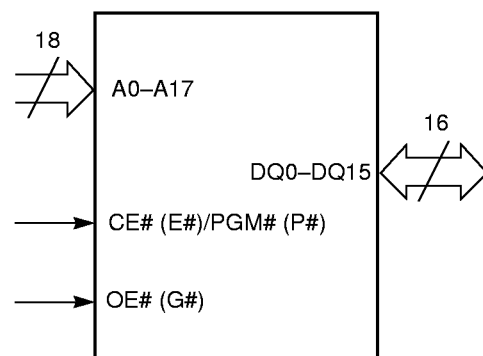 18
A0–A17
16
DQ0–DQ15
CE# (E#)/PGM# (P#)
OE# (G#)